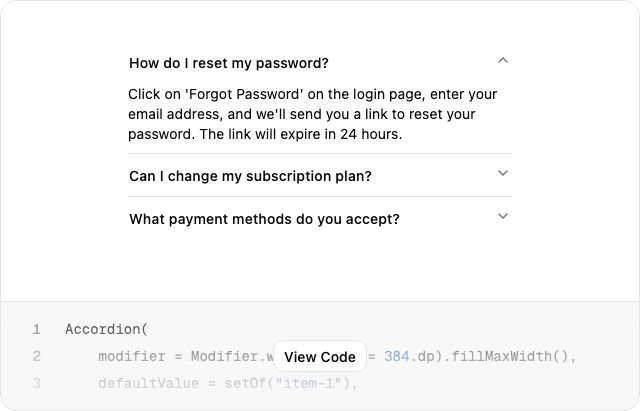 How do I reset my password?
Click on 'Forgot Password' on the login page, enter your
email address, and we'll send you a link to reset your
password. The link will expire in 24 hours.
Can I change my subscription plan?
What payment methods do you accept?
1 Accordion(
2 modifier = Modifier.w View Code = 384.dp).fillMaxWidth(),
3 defaultValue = setOf("item-1"),